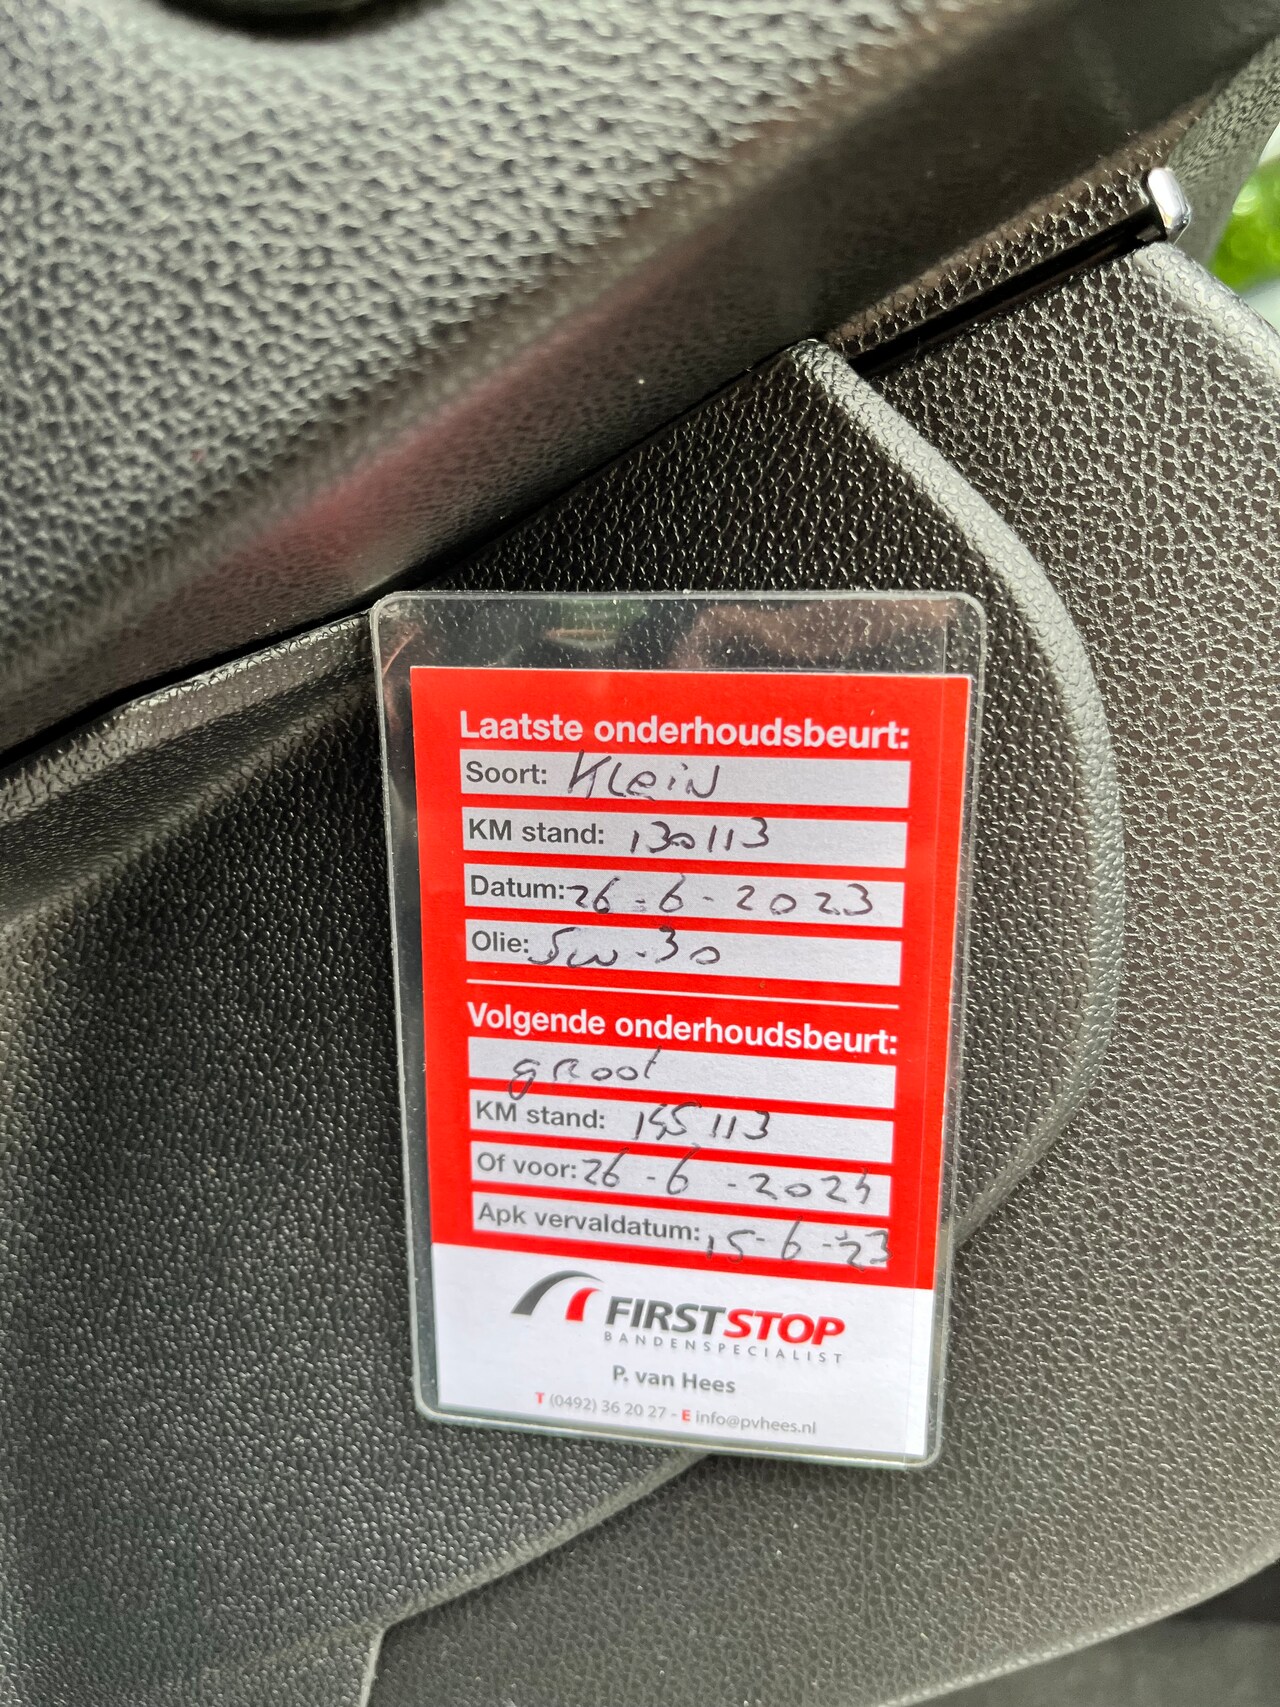 Laatste onderhoudsbeurt:
Soort: Klein
KM stand: 130113
Datum: 26-6-2023
Olie: 5w-30
Volgende onderhoudsbeurt:
groot
KM stand: 145113
Of voor: 26-6-2024
Apk vervaldatum: 15-6-23
FIRSTSTOP
BANDENSPECIALIST
P. van Hees
T (0492) 36 20 27 - E info@pvhees.nl